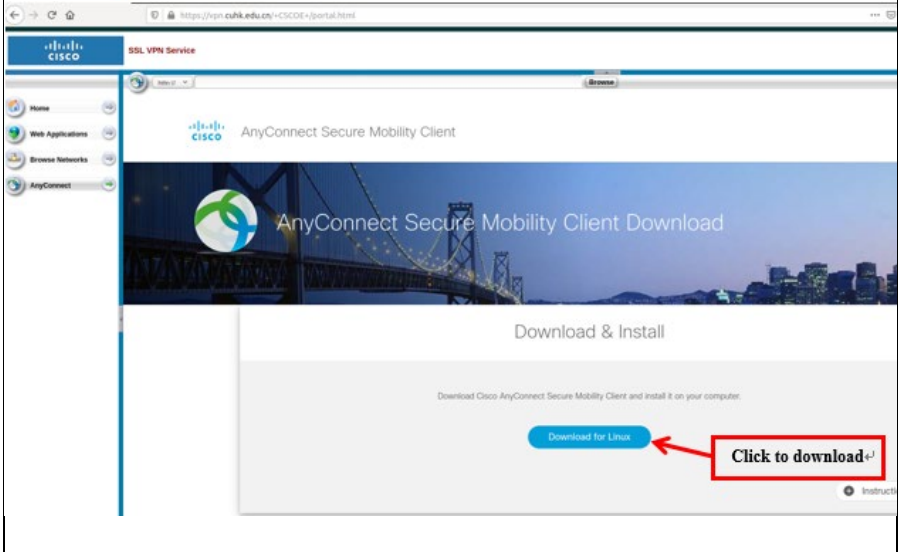 https://vpn.cuhk.edu.cn/+CSCOE+/portal.html
CISCO
SSL VPN Service
Browse
Home
Web Applications
Browse Networks
AnyConnect
CISCO AnyConnect Secure Mobility Client
AnyConnect Secure Mobility Client Download
Download & Install
Download Cisco AnyConnect Secure Mobility Client and install it on your computer.
Download for Linux
Click to download
Instructi